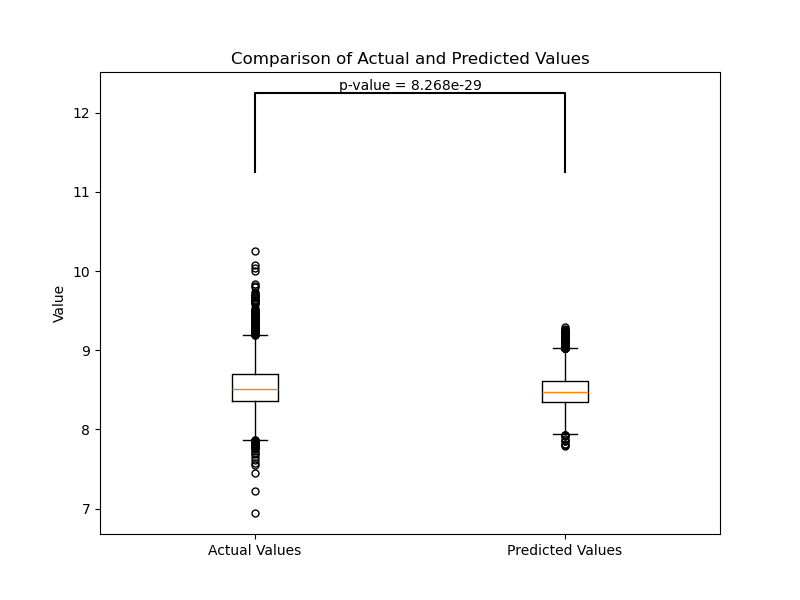 Comparison of Actual and Predicted Values
p-value = 8.268e-29
12
11
10
9
8
7
Value
Actual Values
Predicted Values